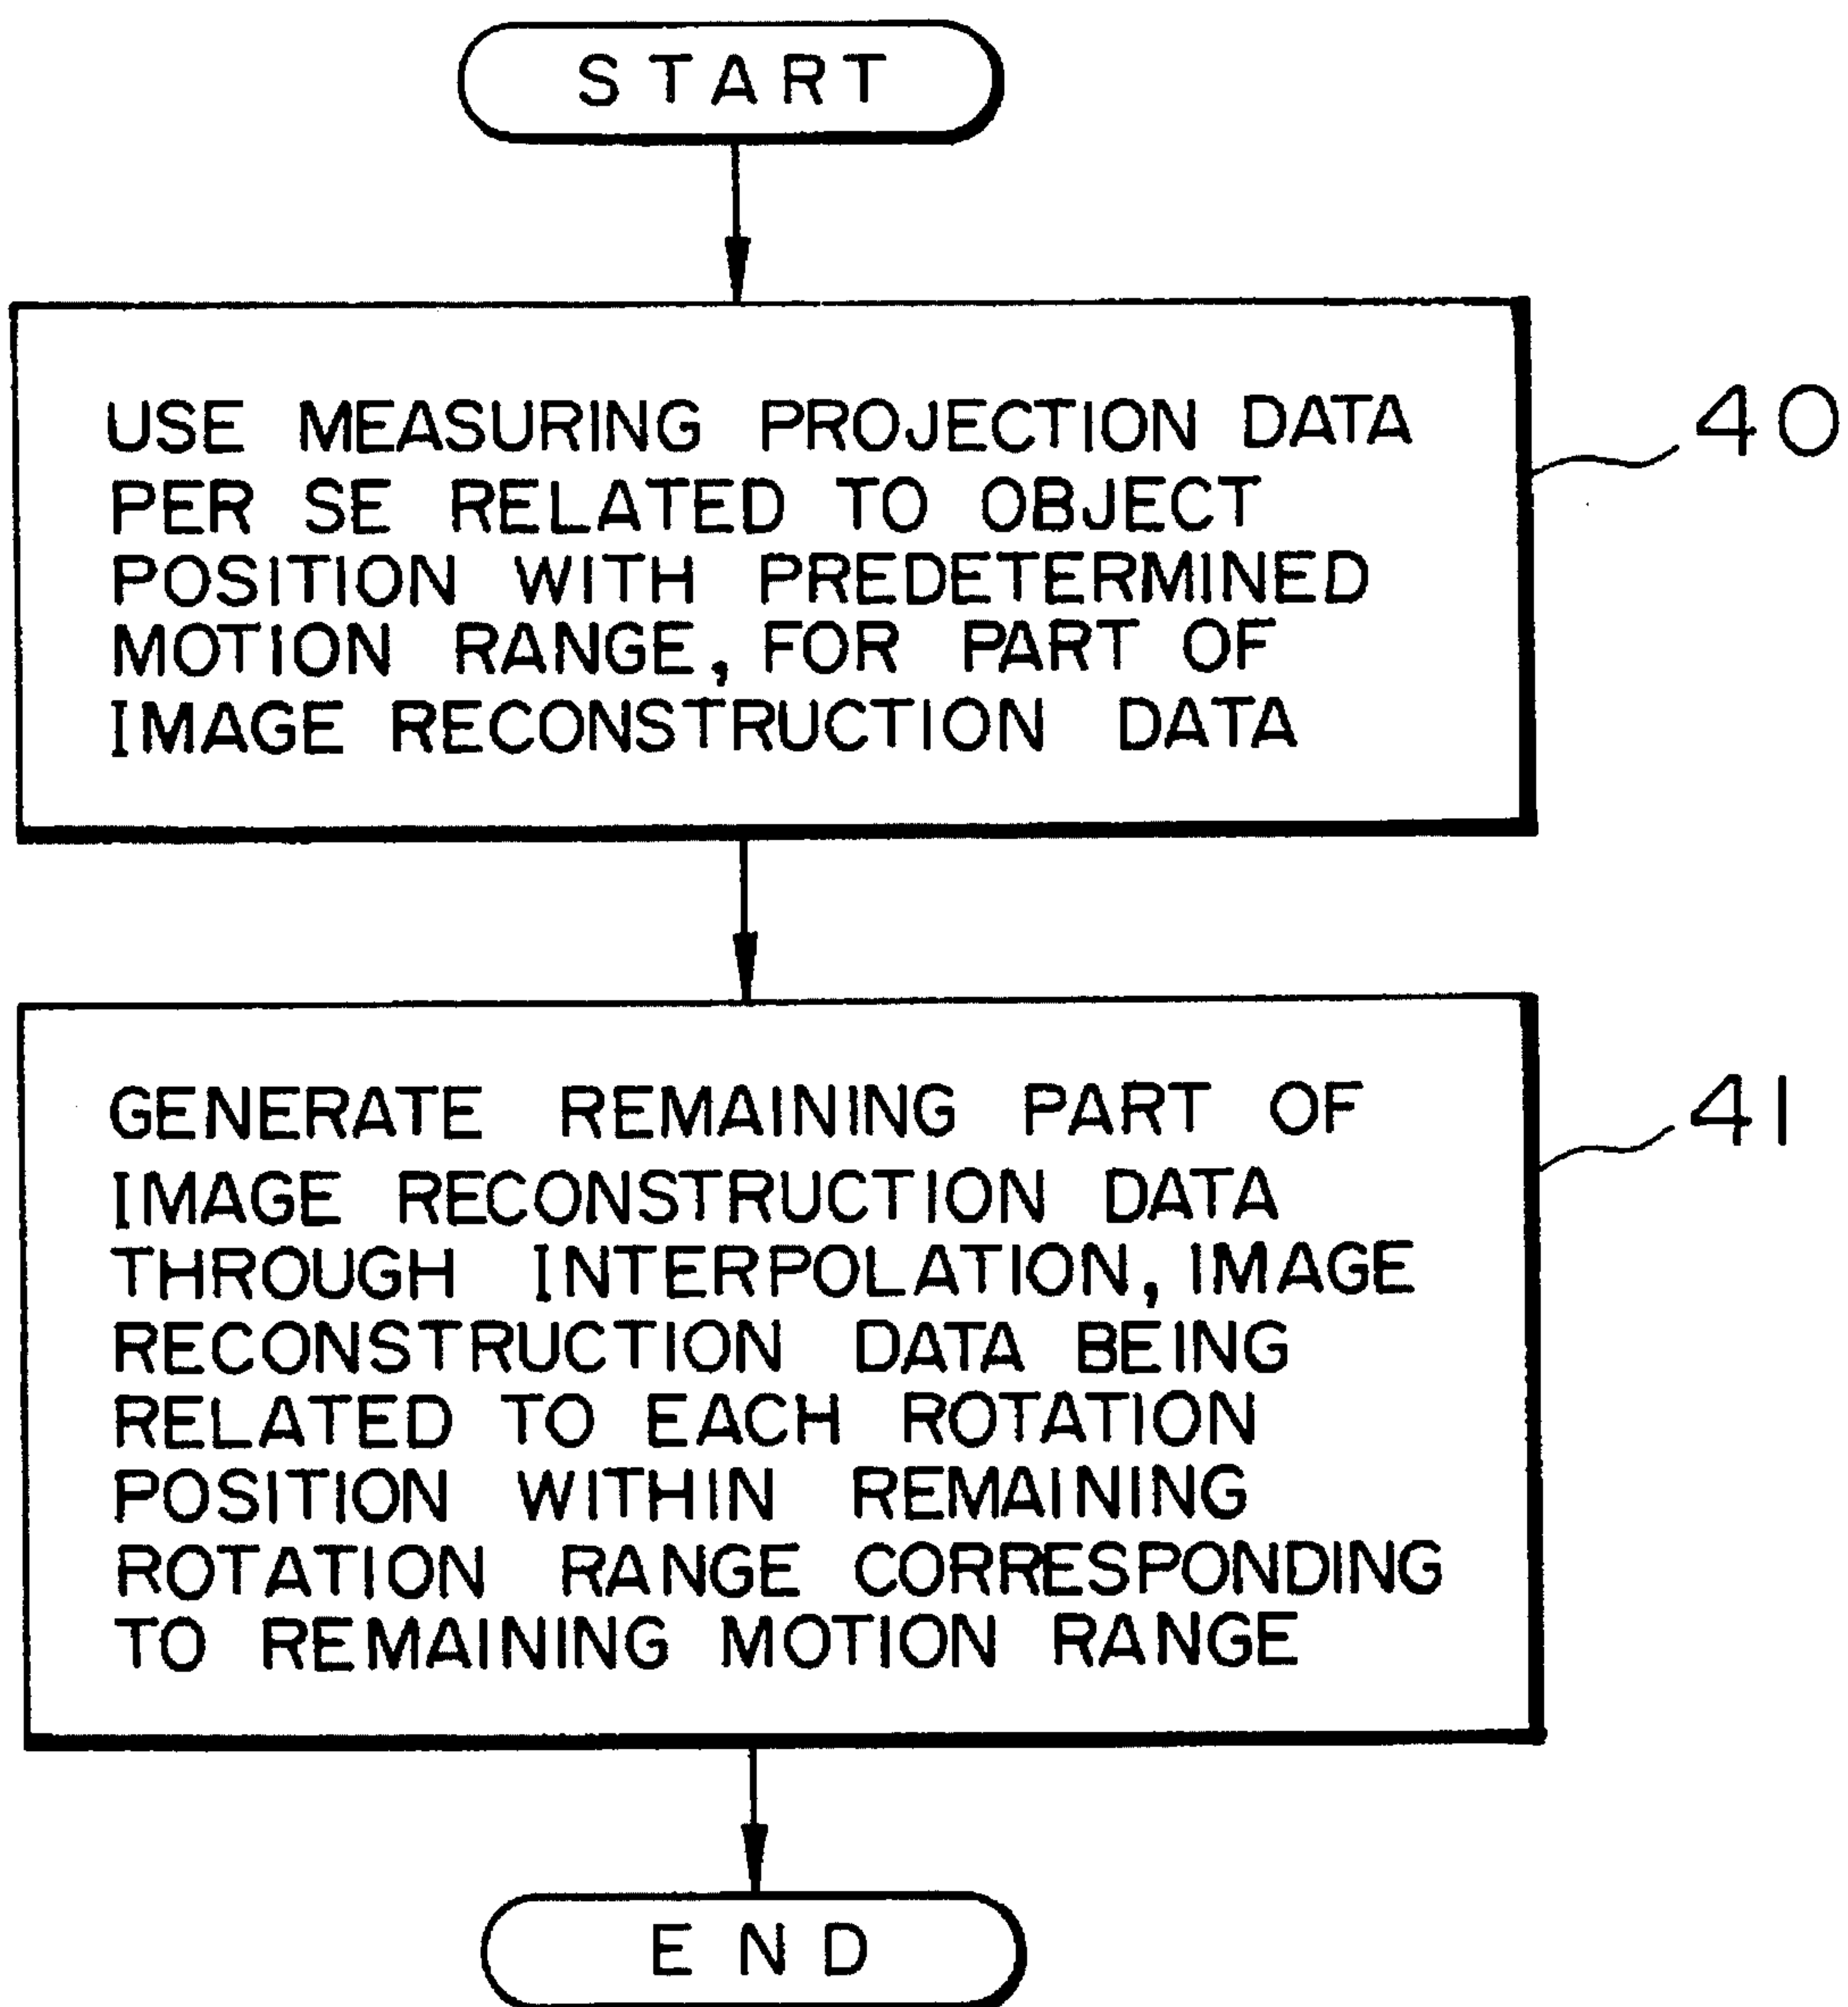 START
USE MEASURING PROJECTION DATA
PER SE RELATED TO OBJECT
POSITION WITH PREDETERMINED
MOTION RANGE, FOR PART OF
IMAGE RECONSTRUCTION DATA
40
GENERATE REMAINING PART OF
IMAGE RECONSTRUCTION DATA
THROUGH INTERPOLATION, IMAGE
RECONSTRUCTION DATA BEING
RELATED TO EACH ROTATION
POSITION WITHIN REMAINING
ROTATION RANGE CORRESPONDING
TO REMAINING MOTION RANGE
41
END